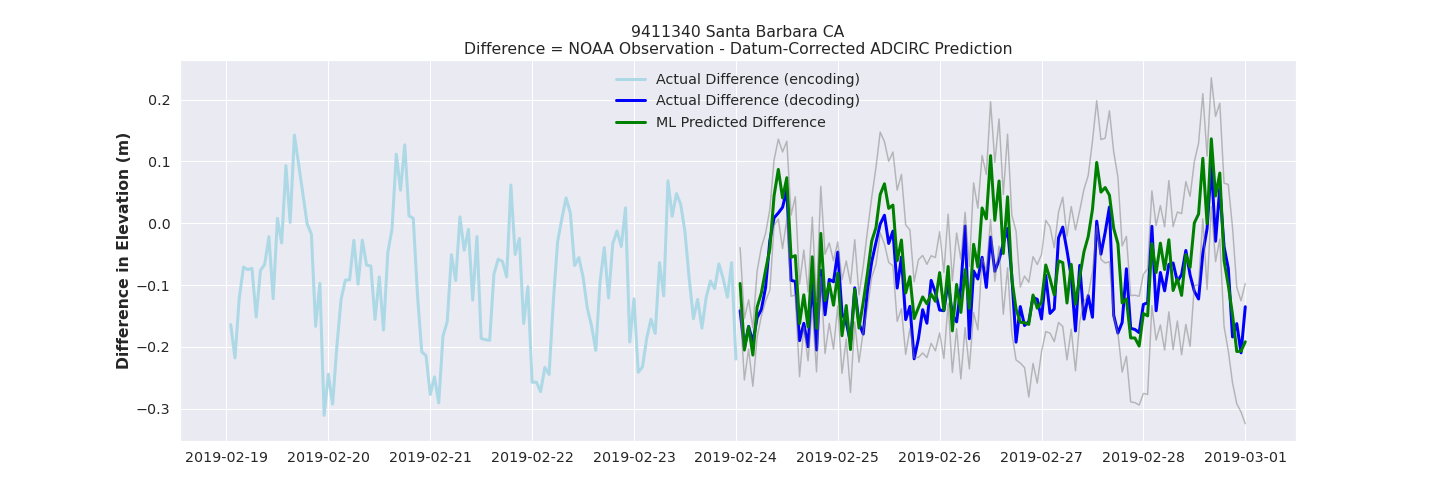 9411340 Santa Barbara CA
Difference = NOAA Observation - Datum-Corrected ADCIRC Prediction
Actual Difference (encoding)
Actual Difference (decoding)
ML Predicted Difference
Difference in Elevation (m)
0.2
0.1
0.0
−0.1
−0.2
−0.3
2019-02-19 2019-02-20 2019-02-21 2019-02-22 2019-02-23 2019-02-24 2019-02-25 2019-02-26 2019-02-27 2019-02-28 2019-03-01